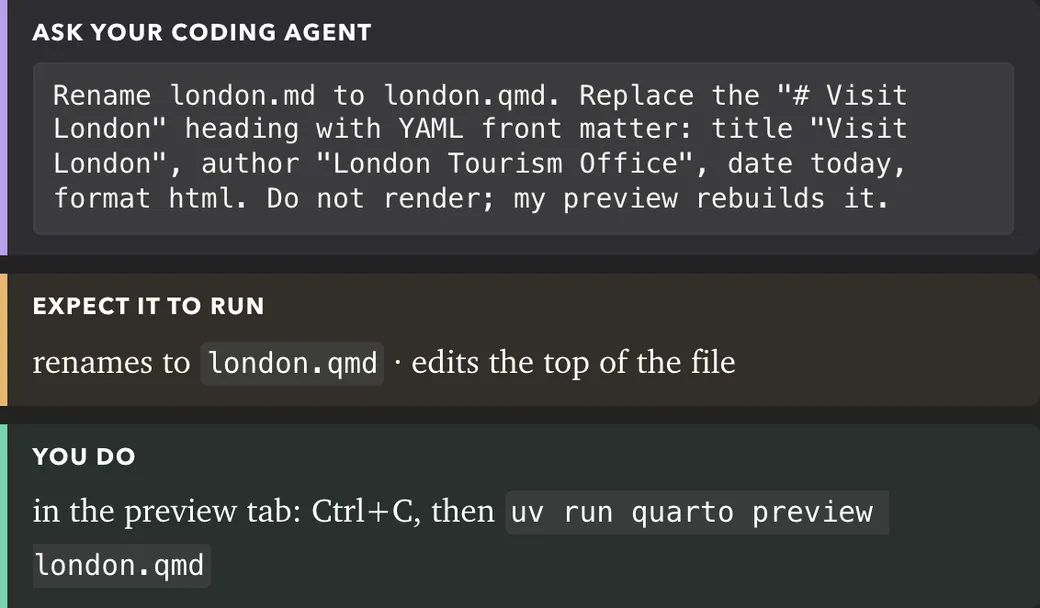 ASK YOUR CODING AGENT
Rename london.md to london.qmd. Replace the "# Visit
London" heading with YAML front matter: title "Visit
London", author "London Tourism Office", date today,
format html. Do not render; my preview rebuilds it.
EXPECT IT TO RUN
renames to london.qmd · edits the top of the file
YOU DO
in the preview tab: Ctrl+C, then uv run quarto preview
london.qmd